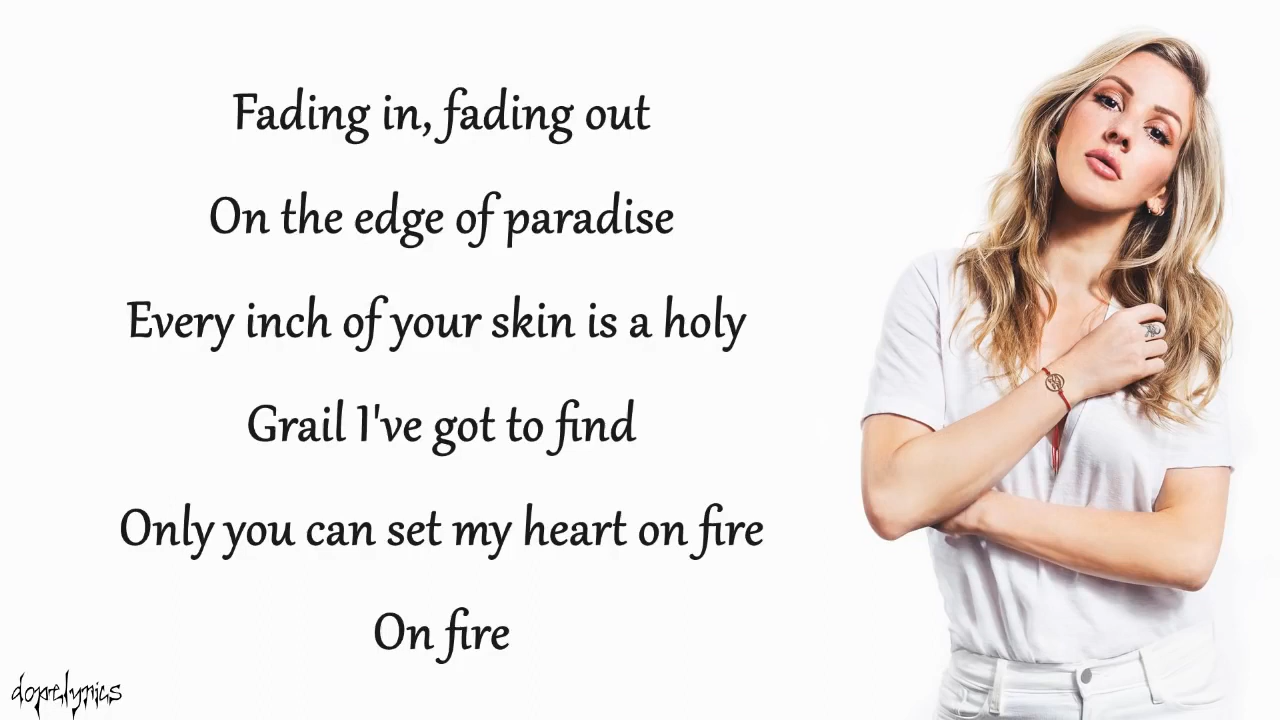 Fading in, fading out
On the edge of paradise
Every inch of your skin is a holy
Grail I've got to find
Only you can set my heart on fire
On fire
dopelyrics